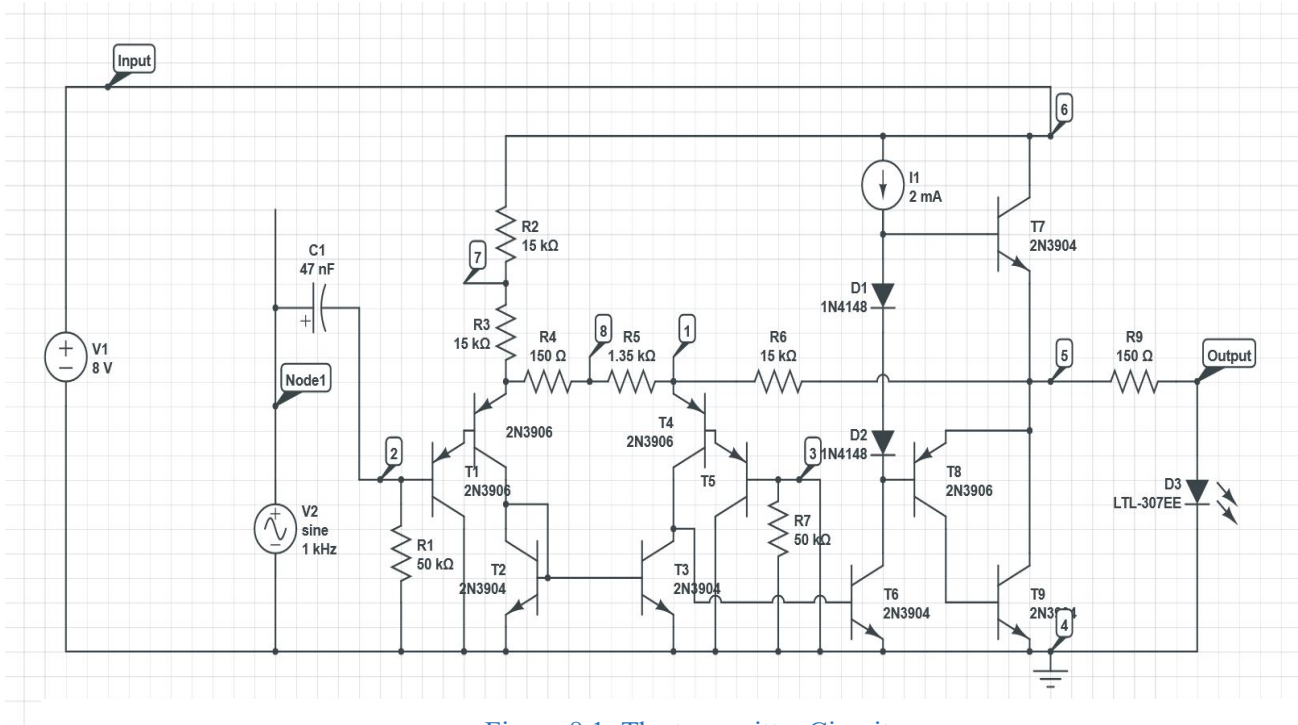 Input
6
I1
2 mA
R2
15 kΩ
T7
2N3904
C1
47 nF
+
7
D1
1N4148
R3
15 kΩ
R4
150 Ω
8
R5
1.35 kΩ
1
R6
15 kΩ
5
R9
150 Ω
Output
V1
8 V
Node1
2N3906
T4
2N3906
D2
1N4148
2
T1
2N3906
T5
3
T8
2N3906
D3
LTL-307EE
V2
sine
1 kHz
R1
50 kΩ
R7
50 kΩ
T2
2N3904
T3
2N3904
T6
2N3904
T9
4